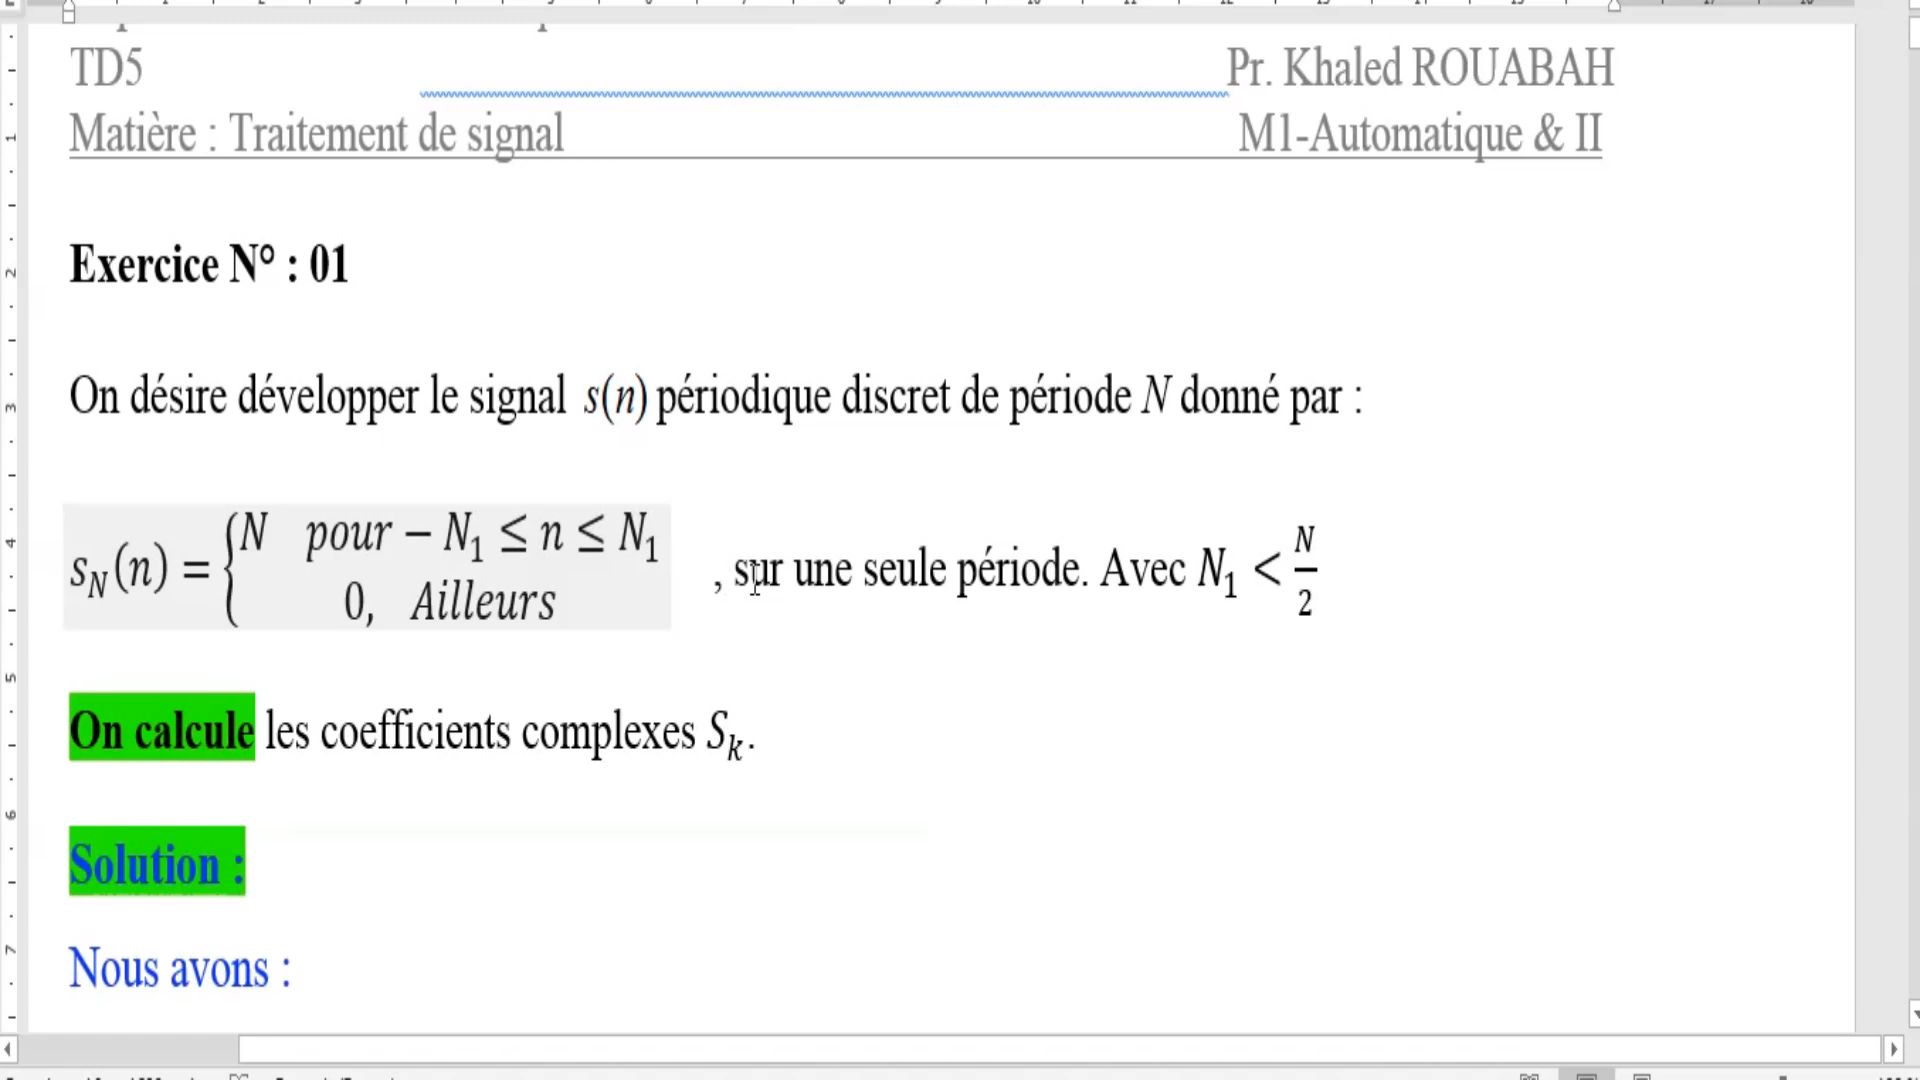 TD5 Pr. Khaled ROUABAH
Matière : Traitement de signal M1-Automatique & II
Exercice N° : 01
On désire développer le signal s(n) périodique discret de période N donné par :
s_N(n) = { N pour − N_1 ≤ n ≤ N_1
0, Ailleurs , sur une seule période. Avec N_1 < N/2
On calcule les coefficients complexes S_k.
Solution :
Nous avons :